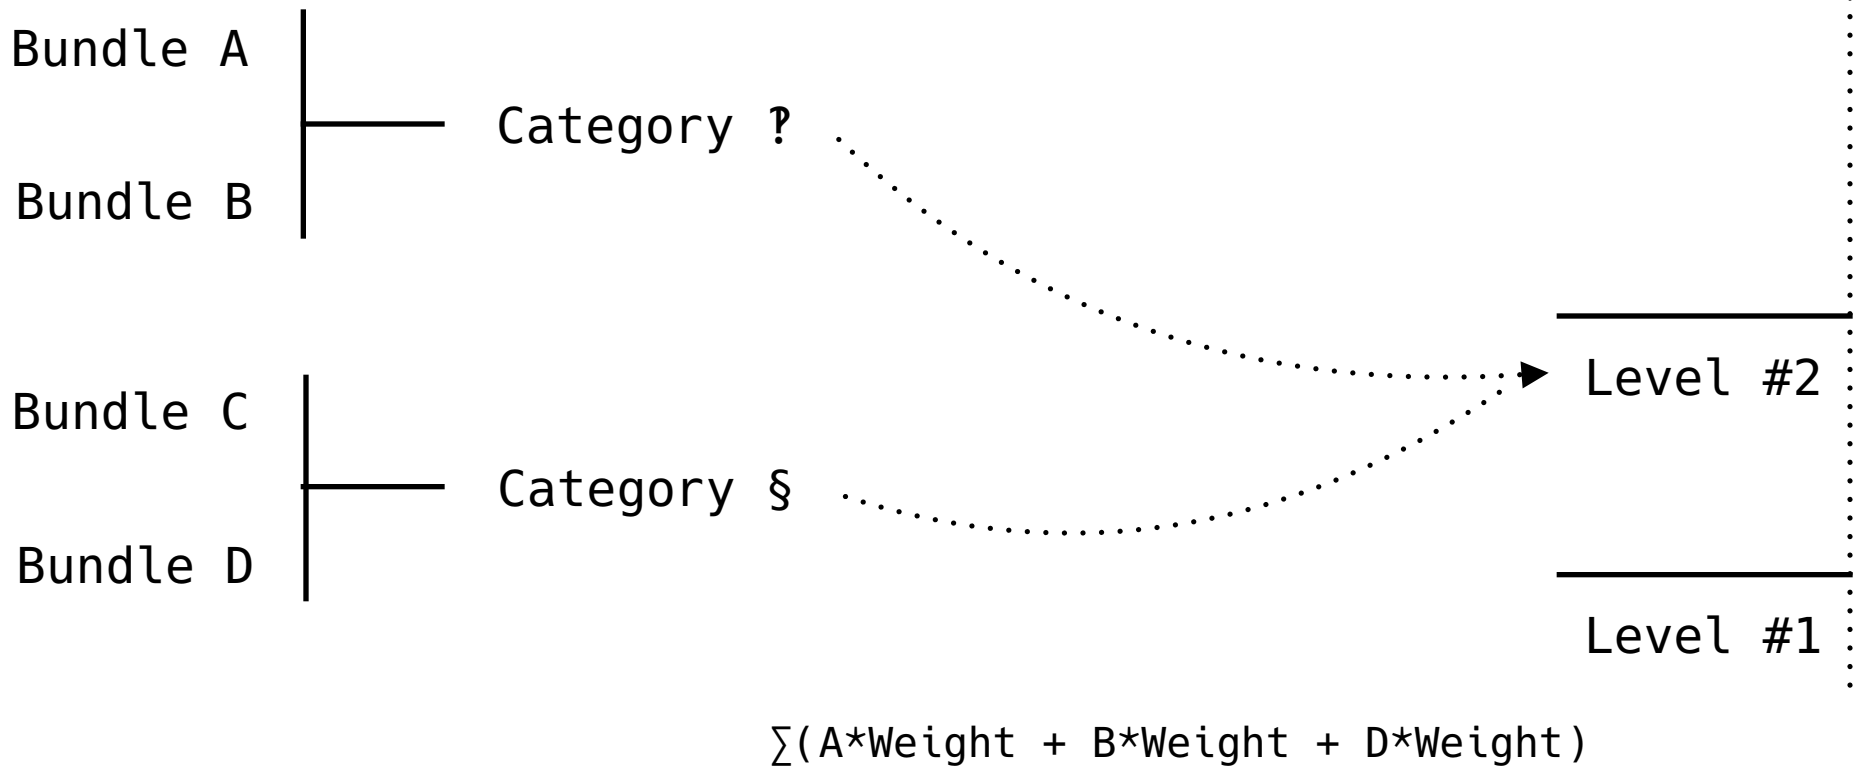 Bundle A
Category ‽
Bundle B
Level #2
Bundle C
Category §
Bundle D
Level #1
∑(A*Weight + B*Weight + D*Weight)